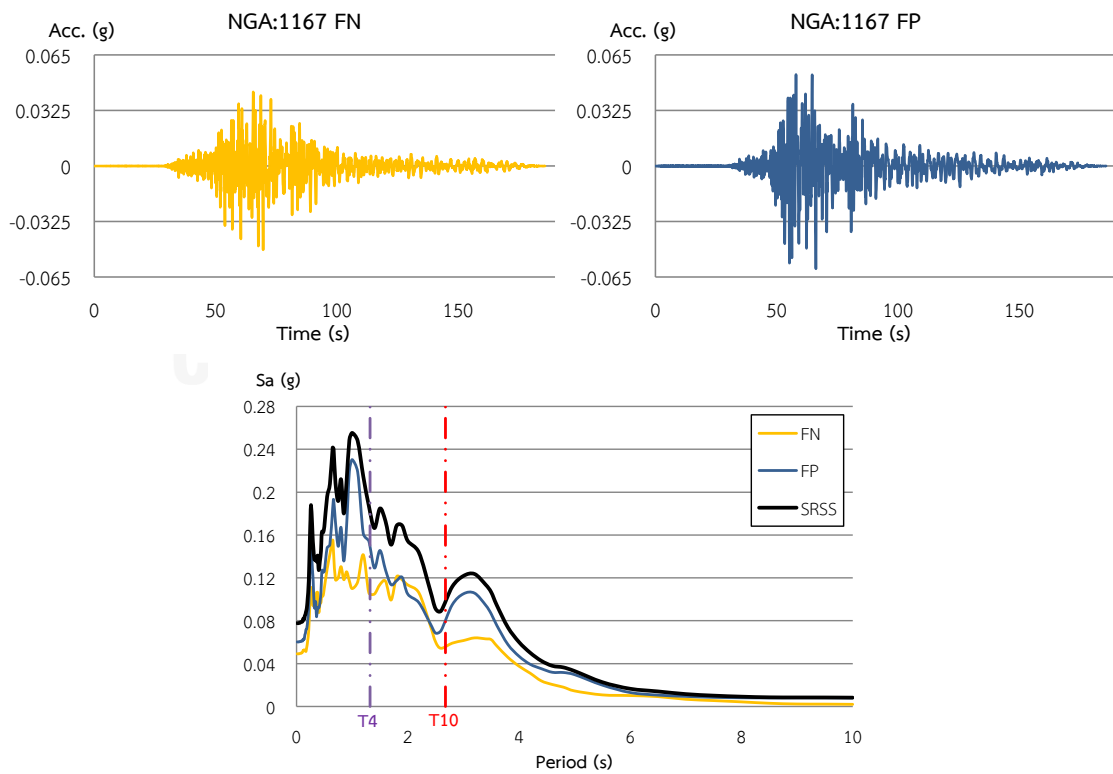 Acc. (g)
NGA:1167 FN
0.065
0.0325
0
-0.0325
-0.065
0
50
100
150
Time (s)
Acc. (g)
NGA:1167 FP
0.065
0.0325
0
-0.0325
-0.065
0
50
100
150
Time (s)
Sa (g)
0.28
0.24
0.2
0.16
0.12
0.08
0.04
0
FN
FP
SRSS
T4
T10
0
2
4
6
8
10
Period (s)